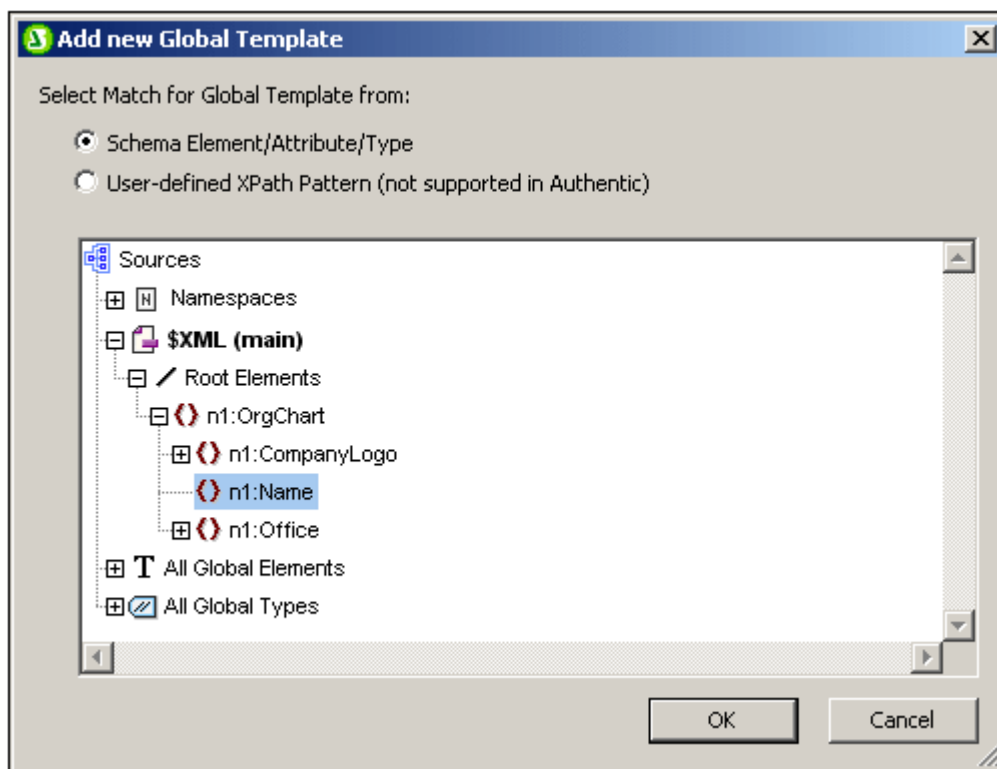 Add new Global Template
Select Match for Global Template from:
Schema Element/Attribute/Type
User-defined XPath Pattern (not supported in Authentic)
Sources
N Namespaces
$XML (main)
Root Elements
n1:OrgChart
n1:CompanyLogo
n1:Name
n1:Office
T All Global Elements
All Global Types
OK Cancel